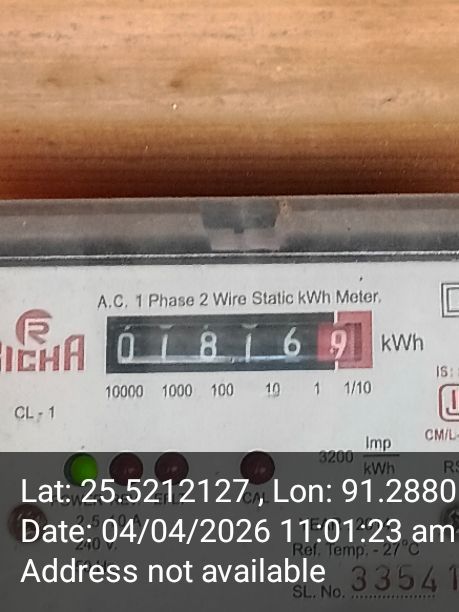 A.C. 1 Phase 2 Wire Static kWh Meter.
RICHA
0 1 8 1 6 9 kWh
10000 1000 100 10 1 1/10
CL - 1
IS:
CM/L-
3200 Imp/kWh
Lat: 25.5212127 , Lon: 91.2880
Date: 04/04/2026 11:01:23 am
240 V.
Ref. Temp. - 27°C
Address not available
SL. No. 33541